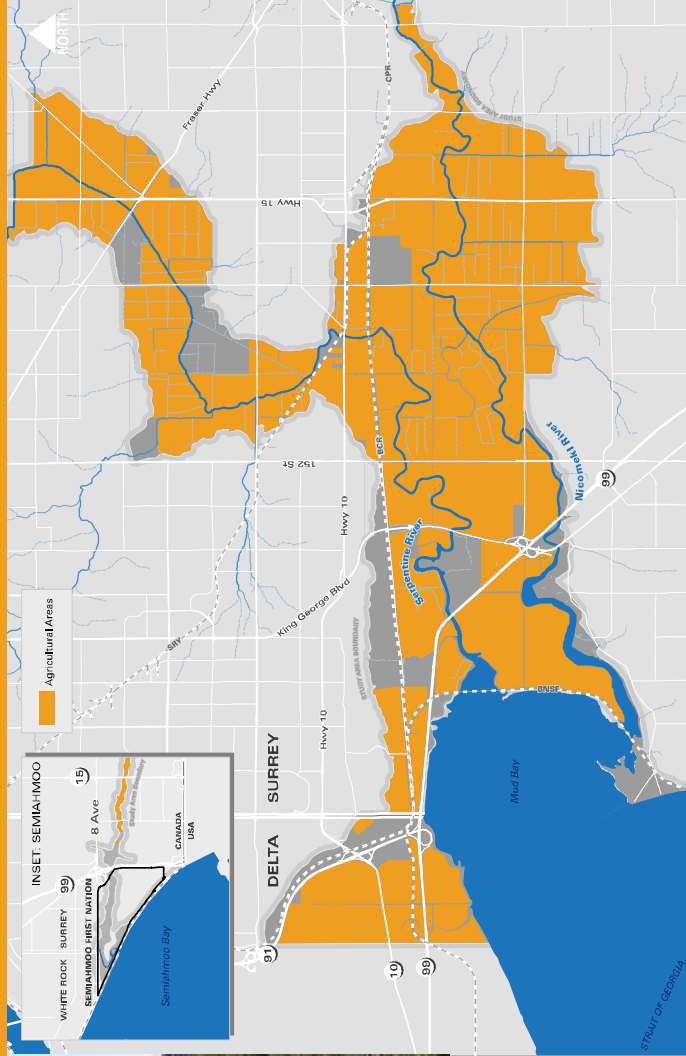 NORTH
Fraser Hwy
CPR
STUDY AREA BOUNDARY
Hwy 15
BCR
152 St
Hwy 10
Nicomekl River
99
Serpentine River
King George Blvd
STUDY AREA BOUNDARY
SRY
Agricultural Areas
Hwy 10
BNSF
SURREY
DELTA
Mud Bay
91
10
99
STRAIT OF GEORGIA
INSET: SEMIAHMOO
15
8 Ave
Study Area Boundary
99
WHITE ROCK
SURREY
SEMIAHMOO FIRST NATION
CANADA
USA
Semiahmoo Bay